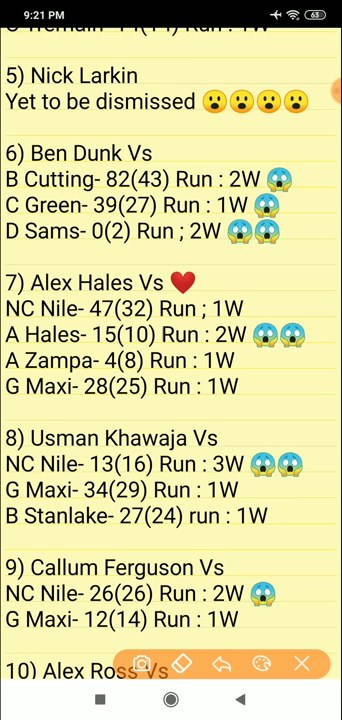 9:21 PM
63
5) Nick Larkin
Yet to be dismissed 😮😮😮😮
6) Ben Dunk Vs
B Cutting- 82(43) Run : 2W 😱
C Green- 39(27) Run : 1W 😱
D Sams- 0(2) Run ; 2W 😱😱
7) Alex Hales Vs ❤️
NC Nile- 47(32) Run ; 1W
A Hales- 15(10) Run : 2W 😱😱
A Zampa- 4(8) Run : 1W
G Maxi- 28(25) Run : 1W
8) Usman Khawaja Vs
NC Nile- 13(16) Run : 3W 😱😱
G Maxi- 34(29) Run : 1W
B Stanlake- 27(24) run : 1W
9) Callum Ferguson Vs
NC Nile- 26(26) Run : 2W 😱
G Maxi- 12(14) Run : 1W
10) Alex Ross Vs